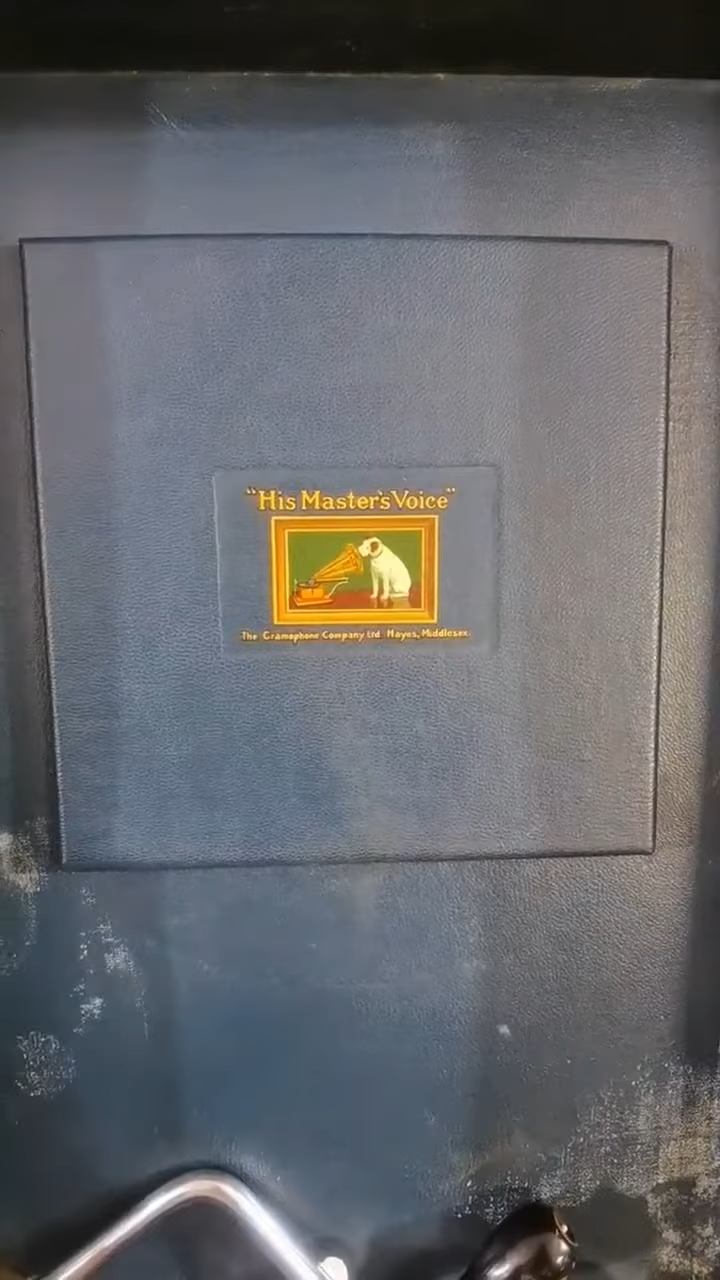 "His Master's Voice"
The Gramophone Company Ltd. Hayes, Middlesex.